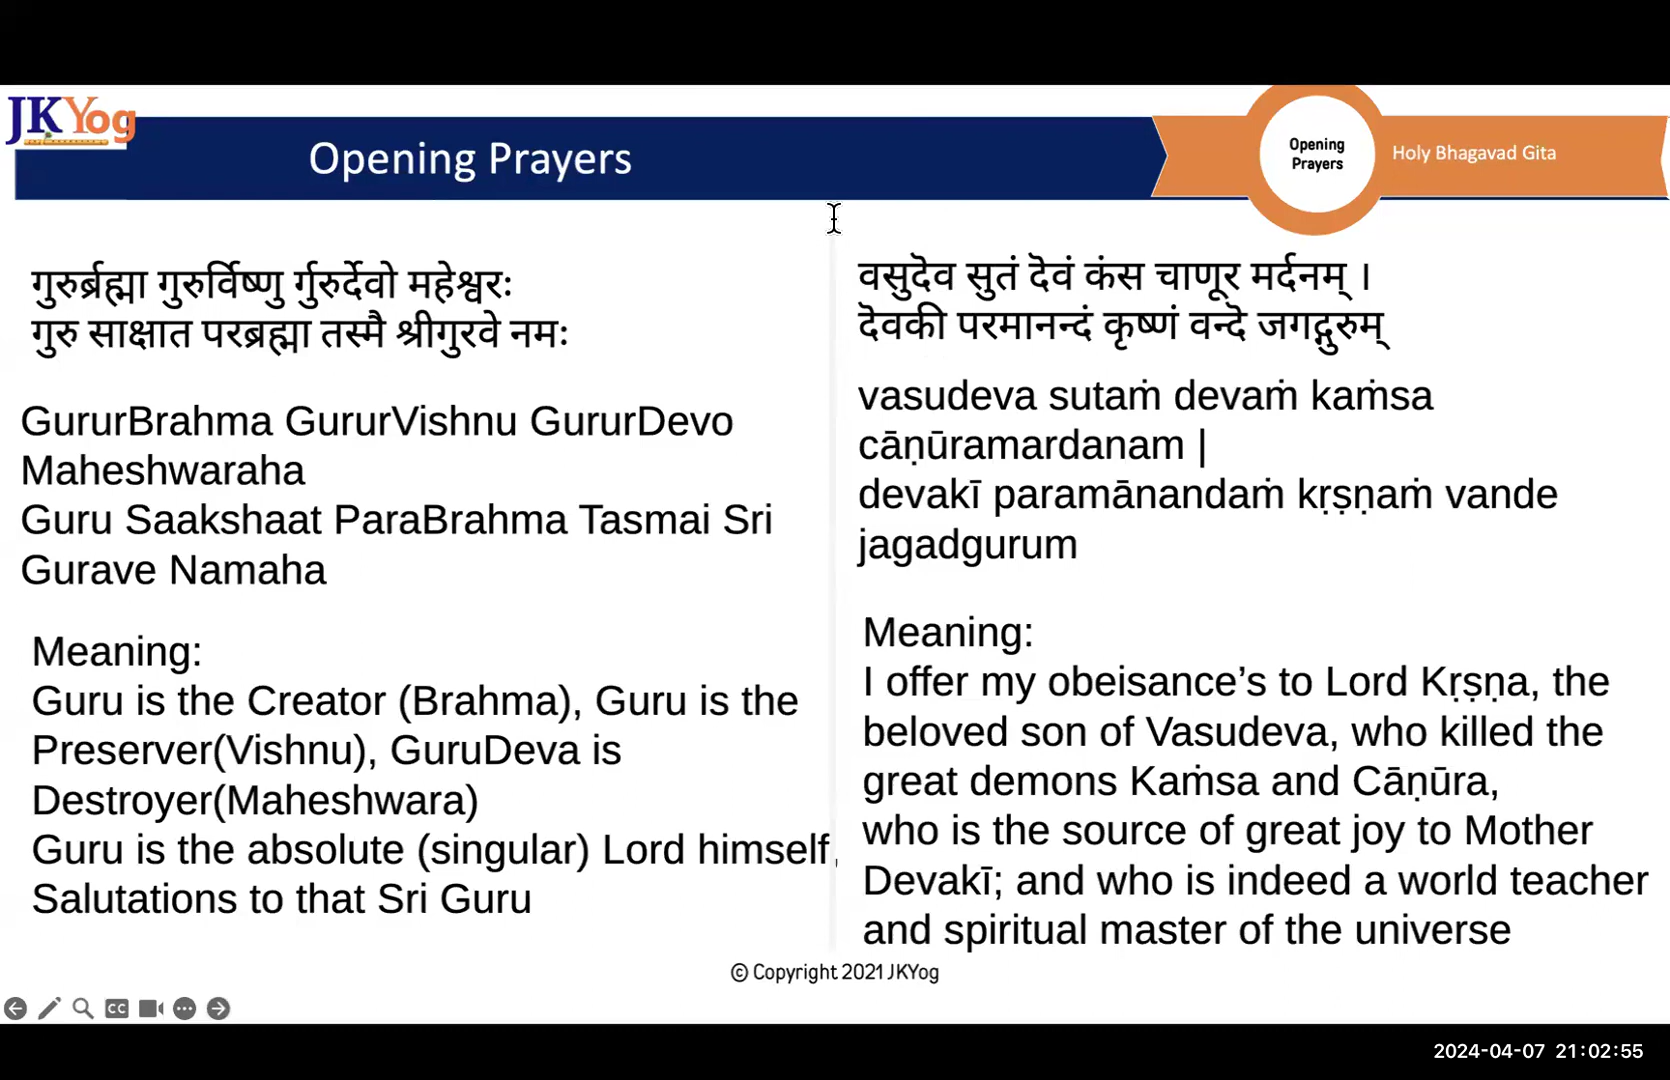 JKYog
Opening Prayers
Opening
Prayers
Holy Bhagavad Gita
गुरुर्ब्रह्मा गुरुर्विष्णु र्गुरुर्देवो महेश्वरः
गुरु साक्षात परब्रह्मा तस्मै श्रीगुरवे नमः
GururBrahma GururVishnu GururDevo
Maheshwaraha
Guru Saakshaat ParaBrahma Tasmai Sri
Gurave Namaha
Meaning:
Guru is the Creator (Brahma), Guru is the
Preserver(Vishnu), GuruDeva is
Destroyer(Maheshwara)
Guru is the absolute (singular) Lord himself,
Salutations to that Sri Guru
वसुदॆव सुतं दॆवं कंस चाणूर मर्दनम् ।
दॆवकी परमानन्दं कृष्णं वन्दॆ जगद्गुरुम्
vasudeva sutaṁ devaṁ kaṁsa
cāṇūramardanam |
devakī paramānandaṁ kṛṣṇaṁ vande
jagadgurum
Meaning:
I offer my obeisance’s to Lord Kṛṣṇa, the
beloved son of Vasudeva, who killed the
great demons Kaṁsa and Cāṇūra,
who is the source of great joy to Mother
Devakī; and who is indeed a world teacher
and spiritual master of the universe
© Copyright 2021 JKYog
CC
2024-04-07 21:02:55